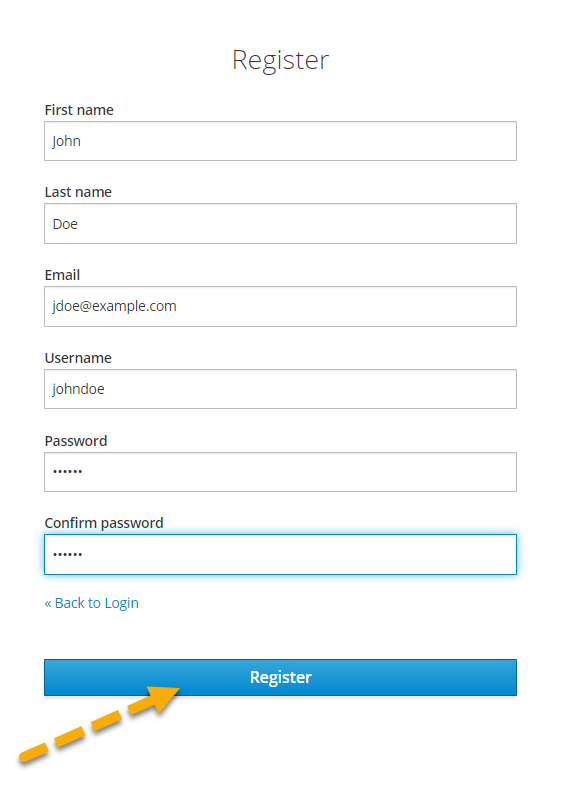 Register
First name
John
Last name
Doe
Email
jdoe@example.com
Username
johndoe
Password
••••••
Confirm password
••••••
« Back to Login
Register